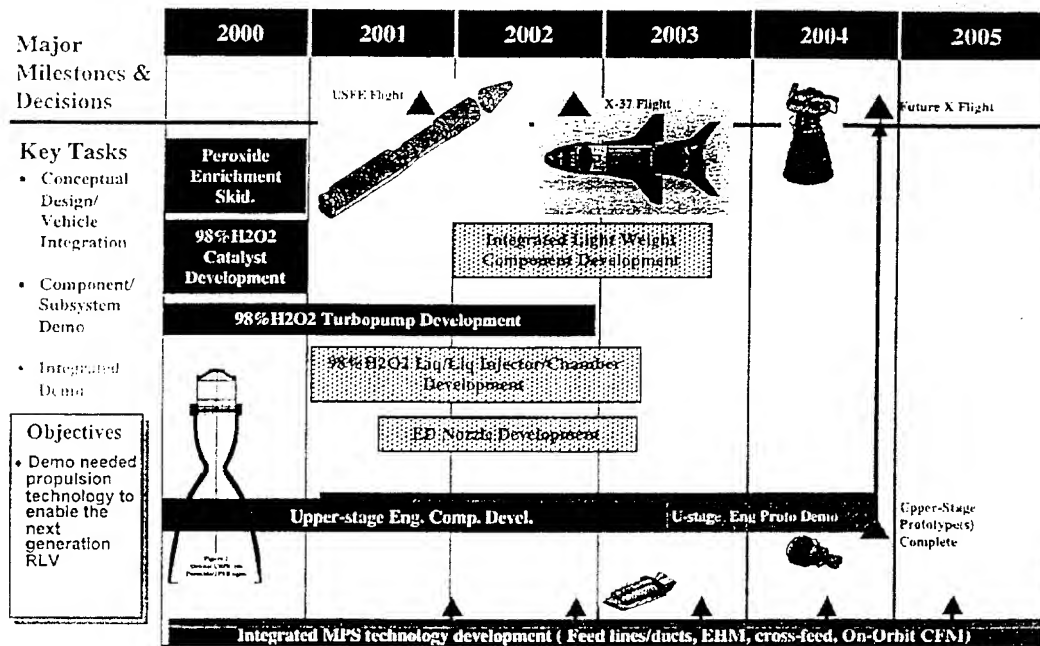 Major
Milestones &
Decisions
2000
2001
2002
2003
2004
2005
USFE Flight
X-37 Flight
Future X Flight
Key Tasks
• Conceptual
Design/
Vehicle
Integration
• Component/
Subsystem
Demo
• Integrated
Demo
Peroxide
Enrichment
Skid.
98%H2O2
Catalyst
Development
Integrated Light Weight
Component Development
98%H2O2 Turbopump Development
98%H2O2 Liq/Liq Injector/Chamber
Development
ED Nozzle Development
Objectives
♦ Demo needed
propulsion
technology to
enable the
next
generation
RLV
Upper-stage Eng. Comp. Devel.
U-stage Eng Proto Demo
Upper-Stage
Prototype(s)
Complete
Integrated MPS technology development ( Feed lines/ducts, EHM, cross-feed, On-Orbit CFM)